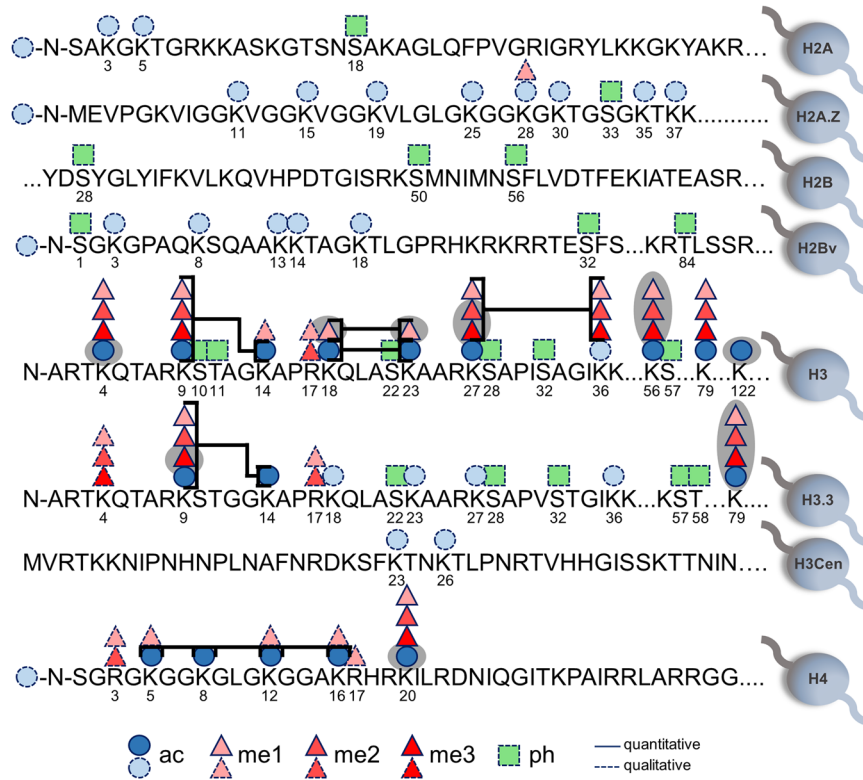 -N-SAKGKTGRKKASKGTSNSAKAGLQFPVGRIGRYLKKGKYAKR... H2A
3 5 18
-N-MEVPGKVIGGKVGGKVGGKVLGLGKGGKGKTGSGKTKK........... H2A.Z
11 15 19 25 28 30 33 35 37
...YDSYGLYIFKVLKQVHPDTGISRKSMNIMNSFLVDTFEKIATEASR... H2B
28 50 56
-N-SGKGPAQKSQAAKKTAGKTLGPRHKRKRRTESFS...KRTLSSR... H2Bv
1 3 8 13 14 18 32 84
N-ARTKQTARKSTAGKAPRKQLASKAARKSAPISAGIKK...KS... K... K... H3
4 9 10 11 14 17 18 22 23 27 28 32 36 56 57 79 122
N-ARTKQTARKSTGGKAPRKQLASKAARKSAPVSTGIKK...KST... K... H3.3
4 9 14 17 18 22 23 27 28 32 36 57 58 79
MVRTKKNIPNHNPLNAFNRDKSFKTNKTLPNRTVHHGISSKTTNIN.... H3Cen
23 26
-N-SGRGKGGKGLGKGGAKRHRKILRDNIQGITKPAIRRLARRGG.... H4
3 5 8 12 16 17 20
ac me1 me2 me3 ph quantitative
qualitative